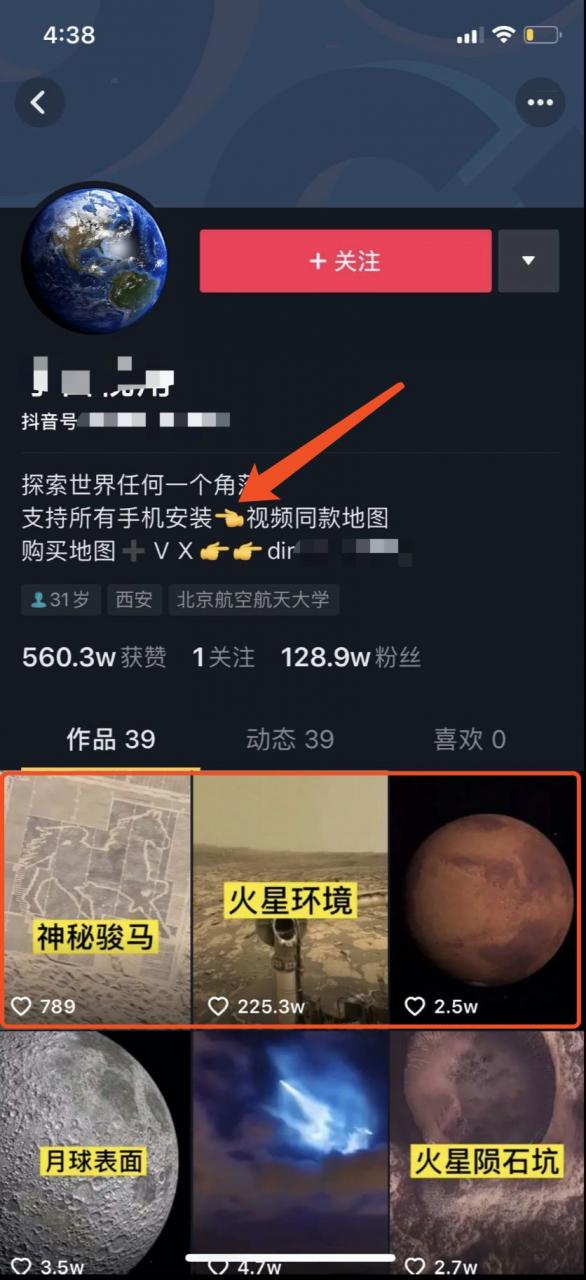 4:38
+ 关注
抖音号
探索世界任何一个角落
支持所有手机安装👈视频同款地图
购买地图➕ V X 👉👉 dir
31岁 西安 北京航空航天大学
560.3w 获赞 1 关注 128.9w 粉丝
作品 39 动态 39 喜欢 0
神秘骏马
火星环境
789 225.3w 2.5w
月球表面
火星陨石坑
3.5w 4.7w 2.7w